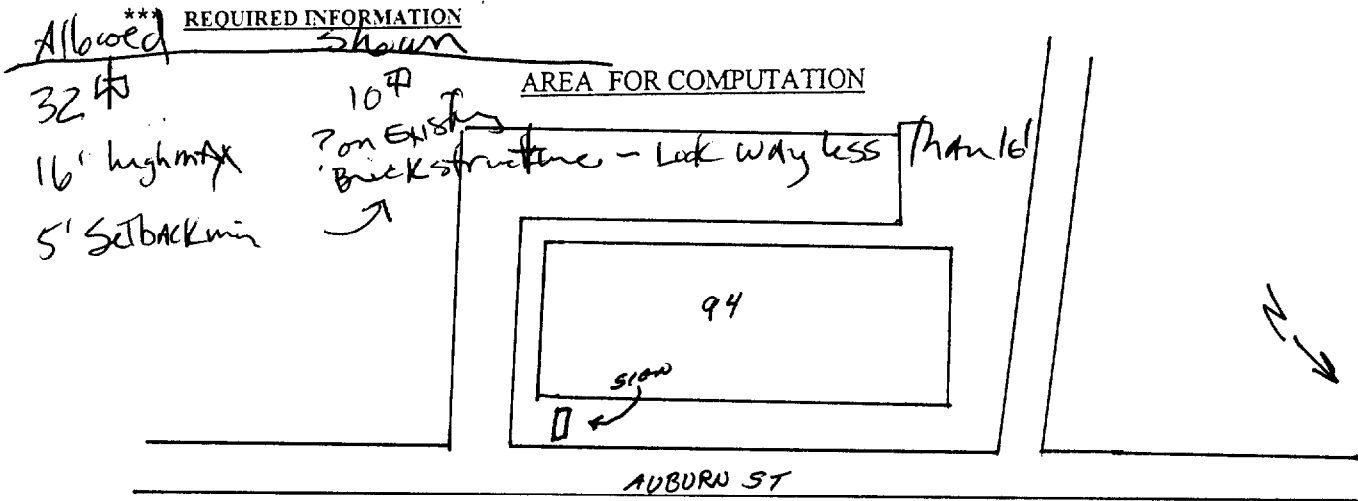 *** REQUIRED INFORMATION
Allowed Shown
AREA FOR COMPUTATION
32 10
16' high max ? on Existing
Brick structure - Look way less than 16'
5' Setback min
94
SIGN
N
AUBURN ST